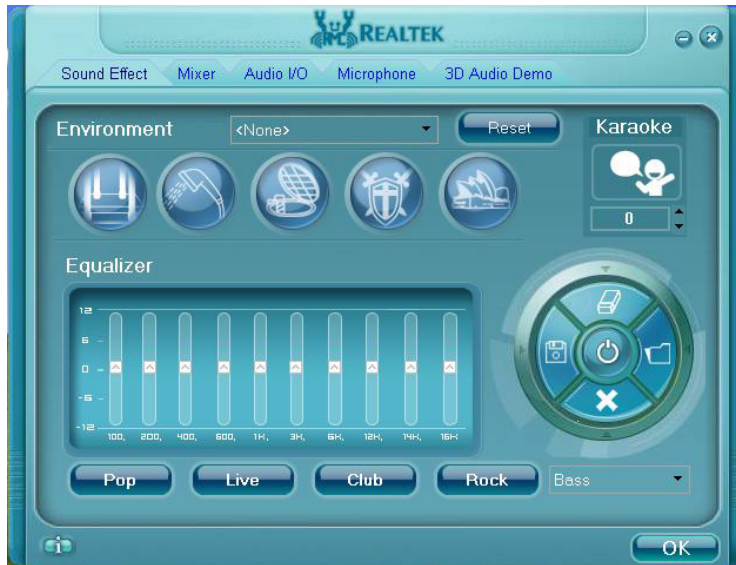 REALTEK
Sound Effect Mixer Audio I/O Microphone 3D Audio Demo
Environment <None> Reset Karaoke
0
Equalizer
12
6
0
-6
-12
100, 200, 400, 600, 1K, 3K, 6K, 12K, 14K, 16K
Pop Live Club Rock Bass
i
OK